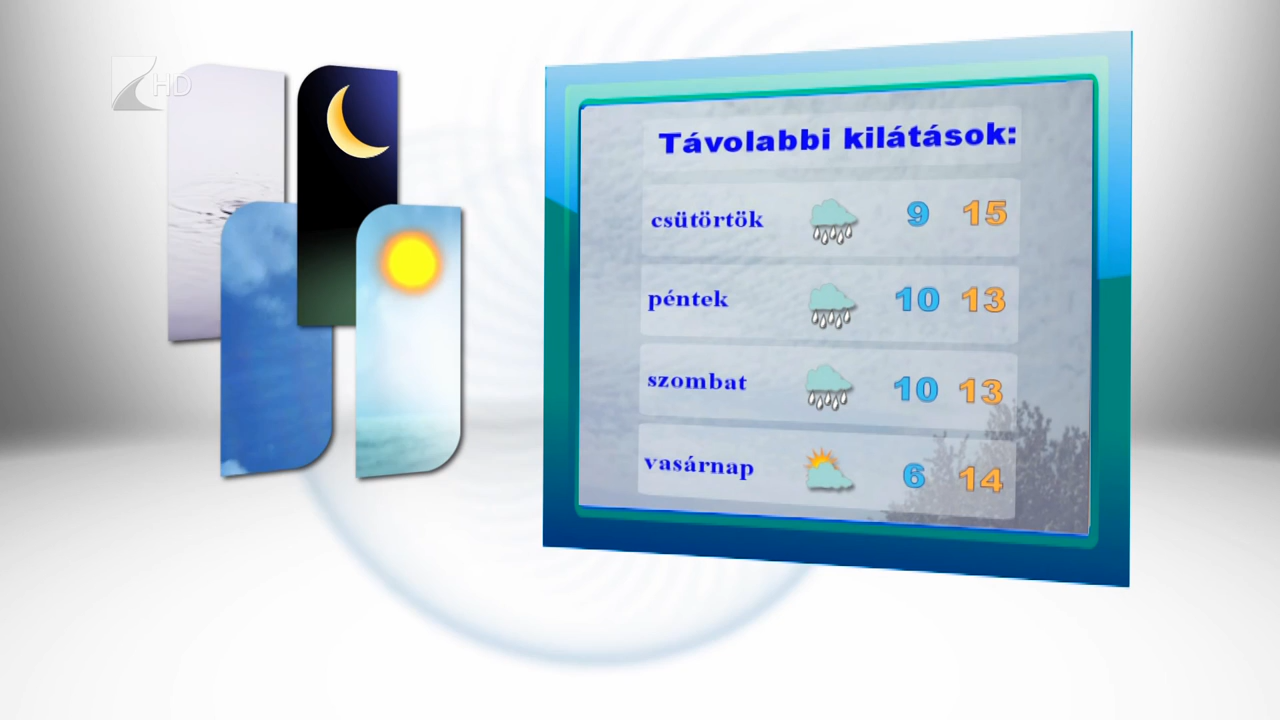 HD
Távolabbi kilátások:
csütörtök 9 15
péntek 10 13
szombat 10 13
vasárnap 6 14